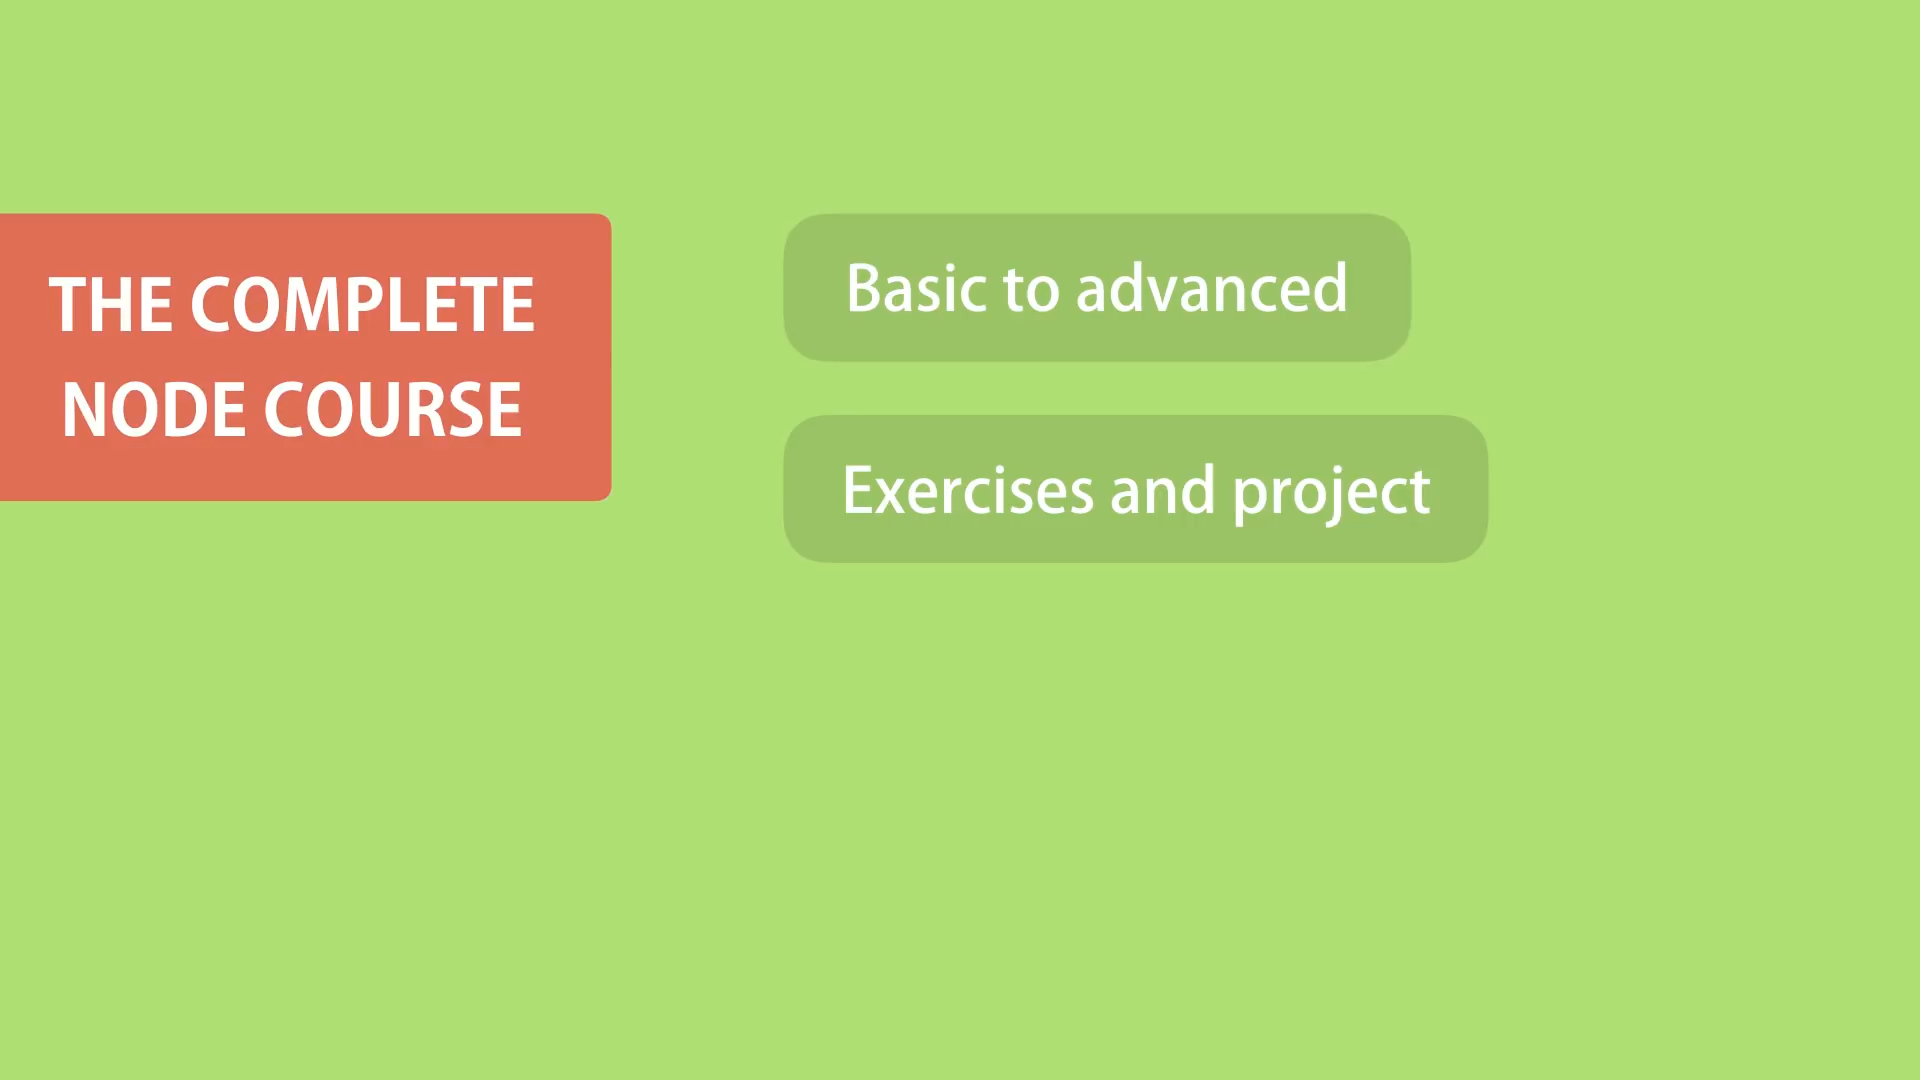 THE COMPLETE
NODE COURSE
Basic to advanced
Exercises and project